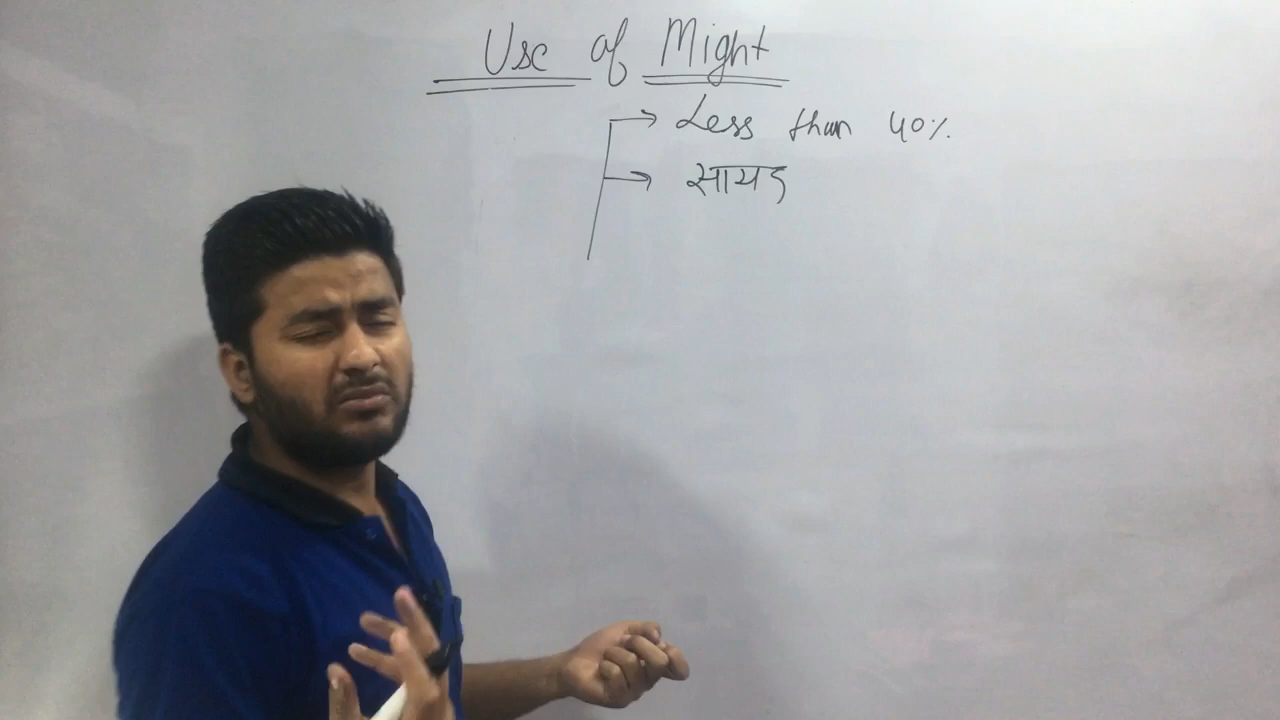 Use of Might
Less than 40%.
सायद